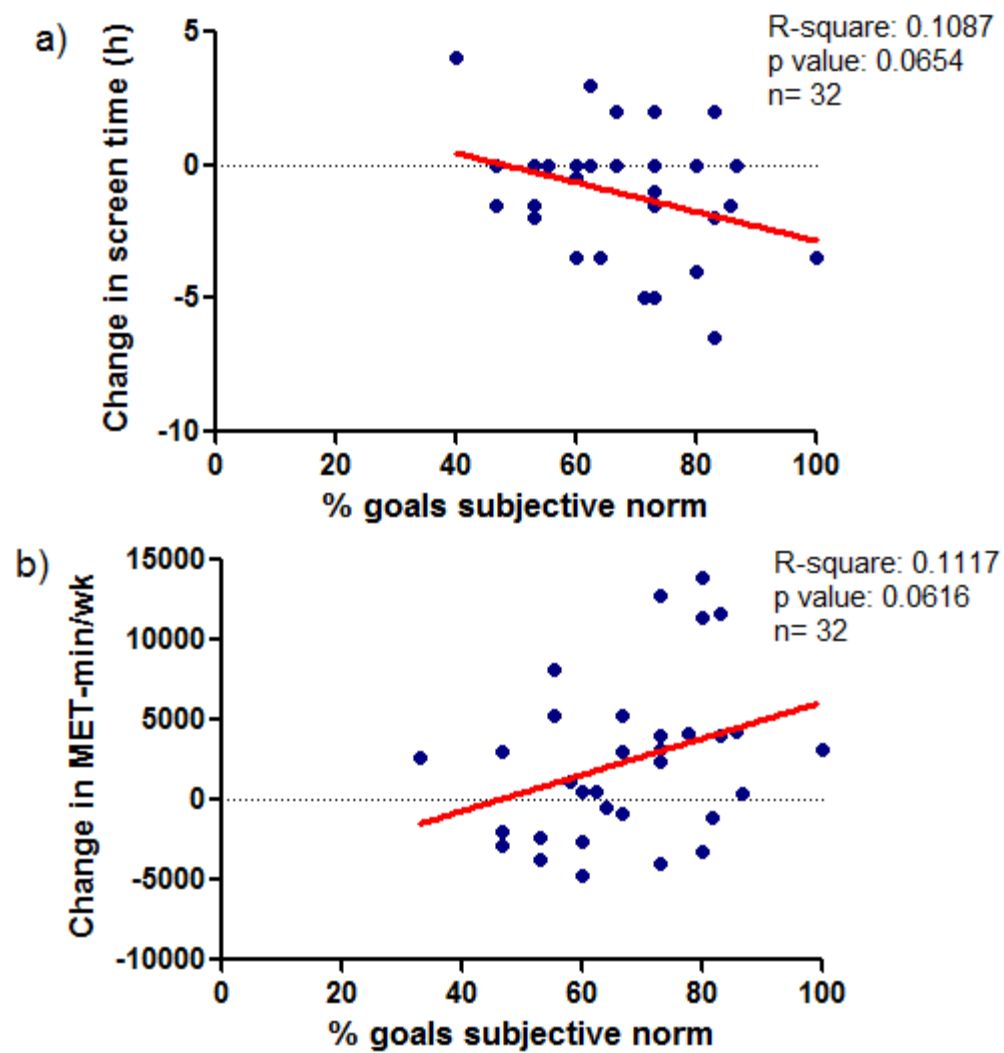 a)
R-square: 0.1087
p value: 0.0654
n= 32
Change in screen time (h)
5
0
-5
-10
0 20 40 60 80 100
% goals subjective norm
b)
R-square: 0.1117
p value: 0.0616
n= 32
Change in MET-min/wk
15000
10000
5000
0
-5000
-10000
0 20 40 60 80 100
% goals subjective norm